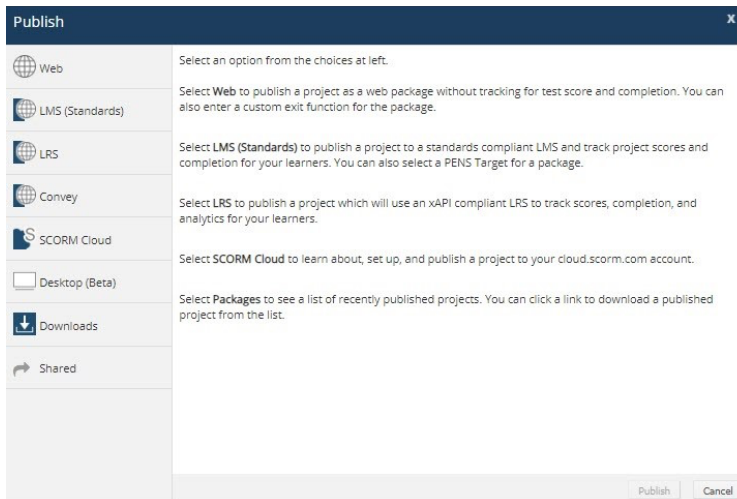 Publish
X
Web
LMS (Standards)
LRS
Convey
SCORM Cloud
Desktop (Beta)
Downloads
Shared
Select an option from the choices at left.
Select Web to publish a project as a web package without tracking for test score and completion. You can
also enter a custom exit function for the package.
Select LMS (Standards) to publish a project to a standards compliant LMS and track project scores and
completion for your learners. You can also select a PENS Target for a package.
Select LRS to publish a project which will use an xAPI compliant LRS to track scores, completion, and
analytics for your learners.
Select SCORM Cloud to learn about, set up, and publish a project to your cloud.scorm.com account.
Select Packages to see a list of recently published projects. You can click a link to download a published
project from the list.
Publish
Cancel